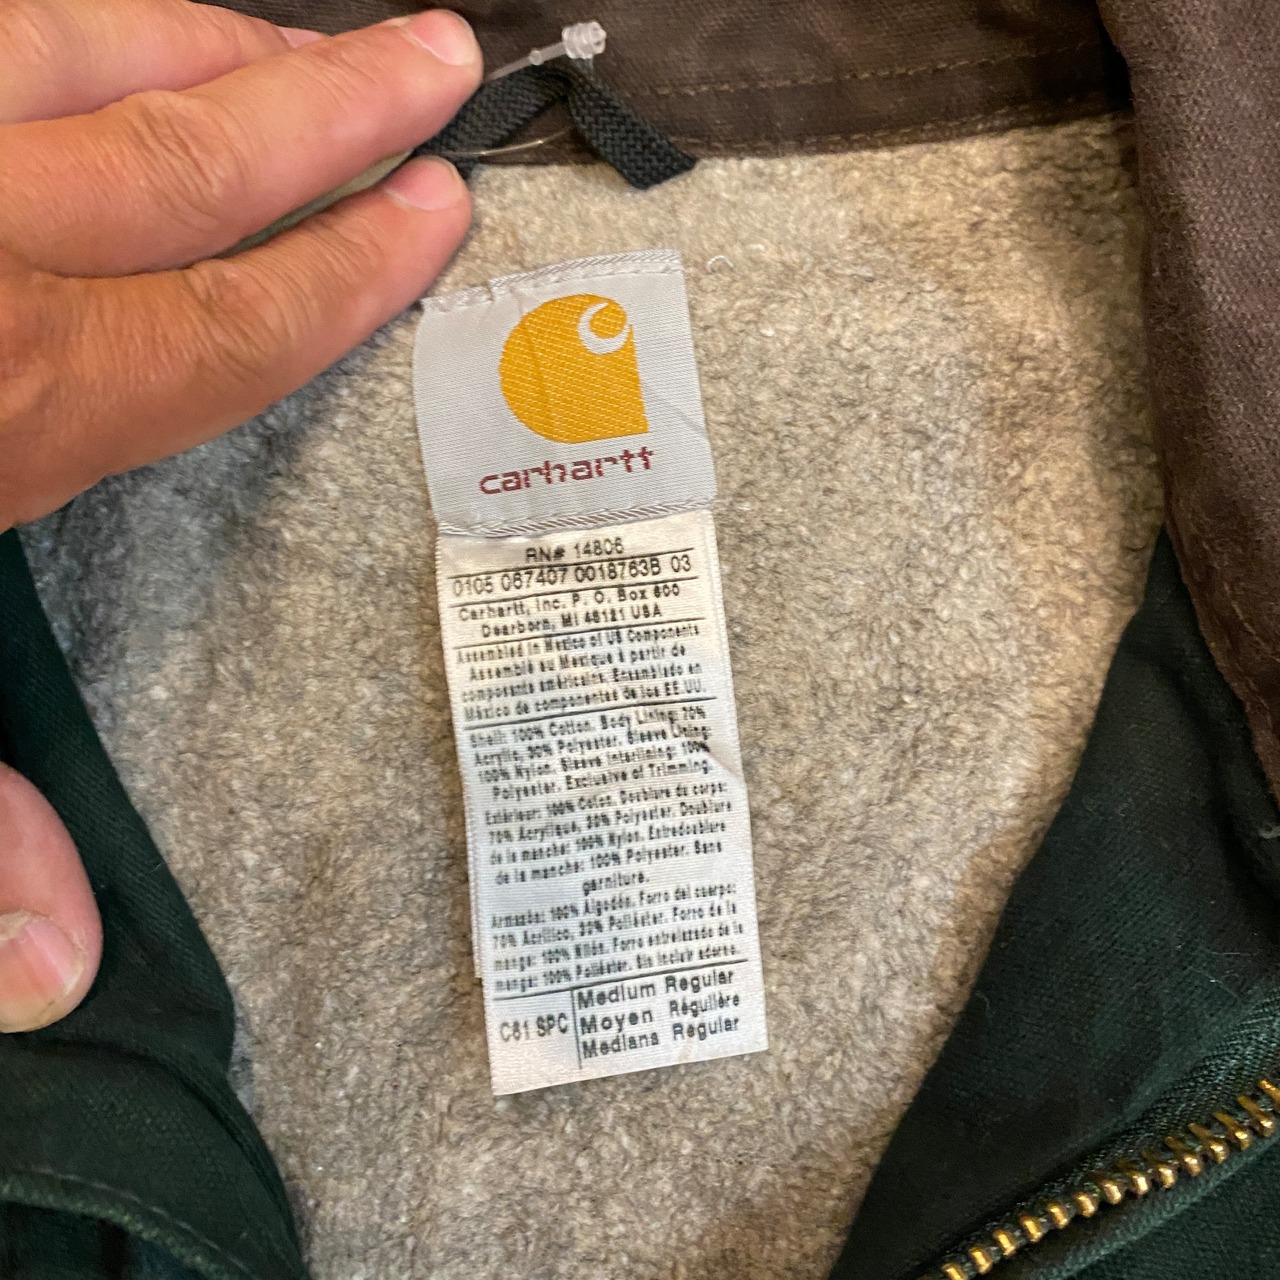 carhartt
RN# 14806
0105 067407 0018763B 03
Carhartt, Inc. P. O. Box 600
Dearborn, MI 48121 USA
Assembled in Mexico of US Components
Assemblé au Mexique à partir de
composants américains. Ensamblado en
México de componentes de los EE.UU.
Shell: 100% Cotton. Body Lining: 70%
Acrylic, 30% Polyester. Sleeve Lining:
100% Nylon. Sleeve Interlining: 100%
Polyester. Exclusive of Trimming.
Extérieur: 100% Coton. Doublure du corps:
70% Acrylique, 30% Polyester. Doublure
de la manche: 100% Nylon. Entredoublure
de la manche: 100% Polyester. Sans
garniture.
Armazón: 100% Algodón. Forro del cuerpo:
70% Acrílico, 30% Poliéster. Forro de la
manga: 100% Nilón. Forro entrelazado de la
manga: 100% Poliéster. Sin incluir adorno.
C61 SPC
Medium Regular
Moyen Régulière
Medians Regular